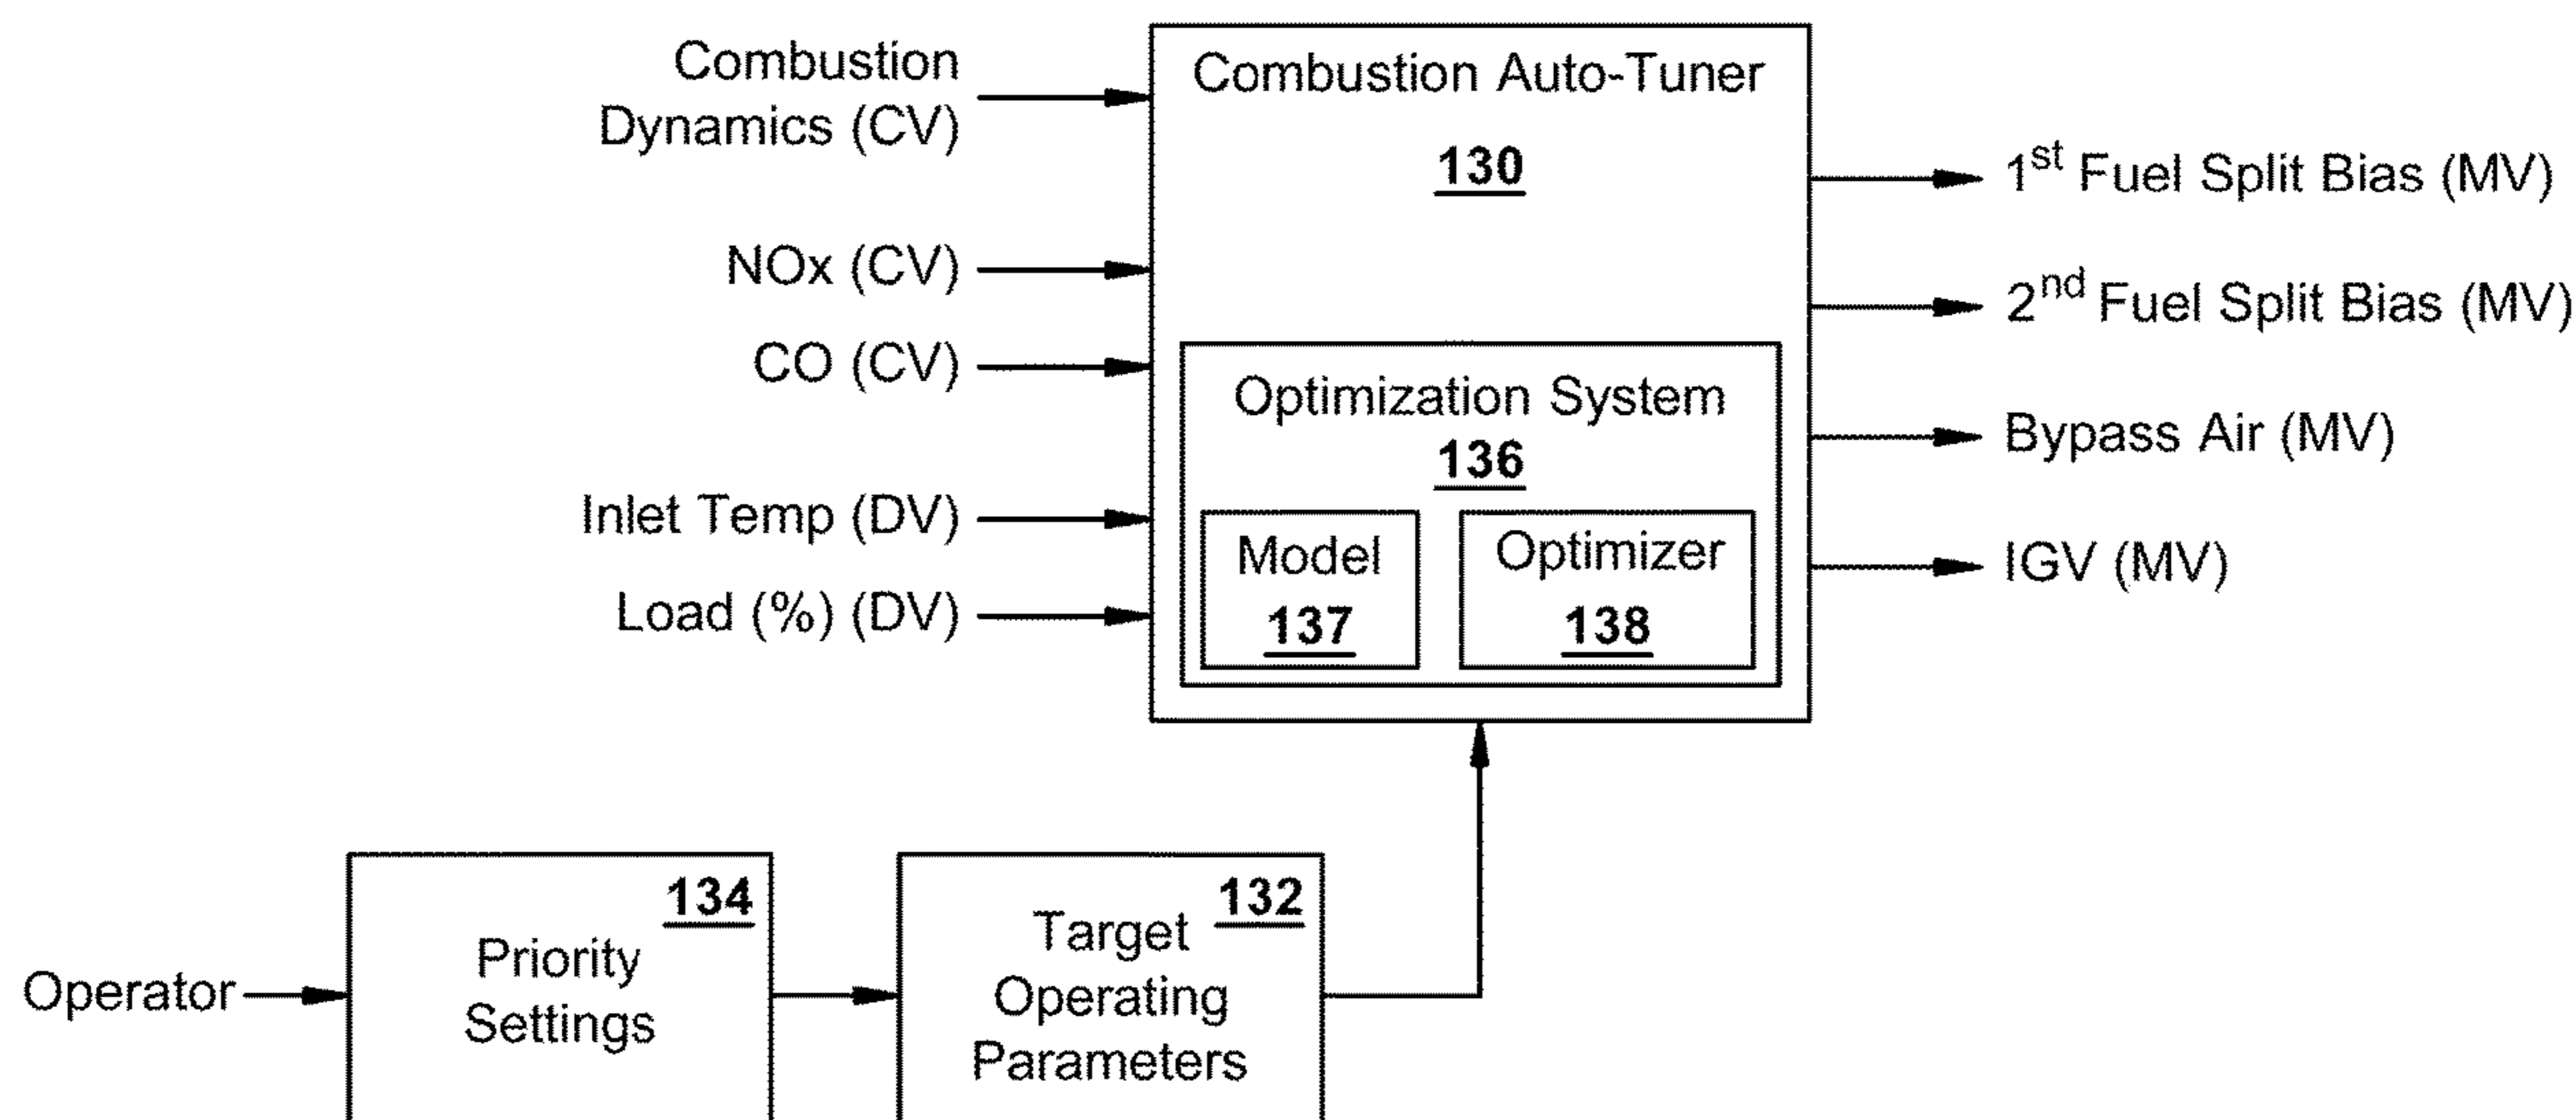 Combustion
Dynamics (CV)
NOx (CV)
CO (CV)
Inlet Temp (DV)
Load (%) (DV)
Combustion Auto-Tuner
130
Optimization System
136
Model
137
Optimizer
138
1st Fuel Split Bias (MV)
2nd Fuel Split Bias (MV)
Bypass Air (MV)
IGV (MV)
Operator
134
Priority
Settings
132
Target
Operating
Parameters